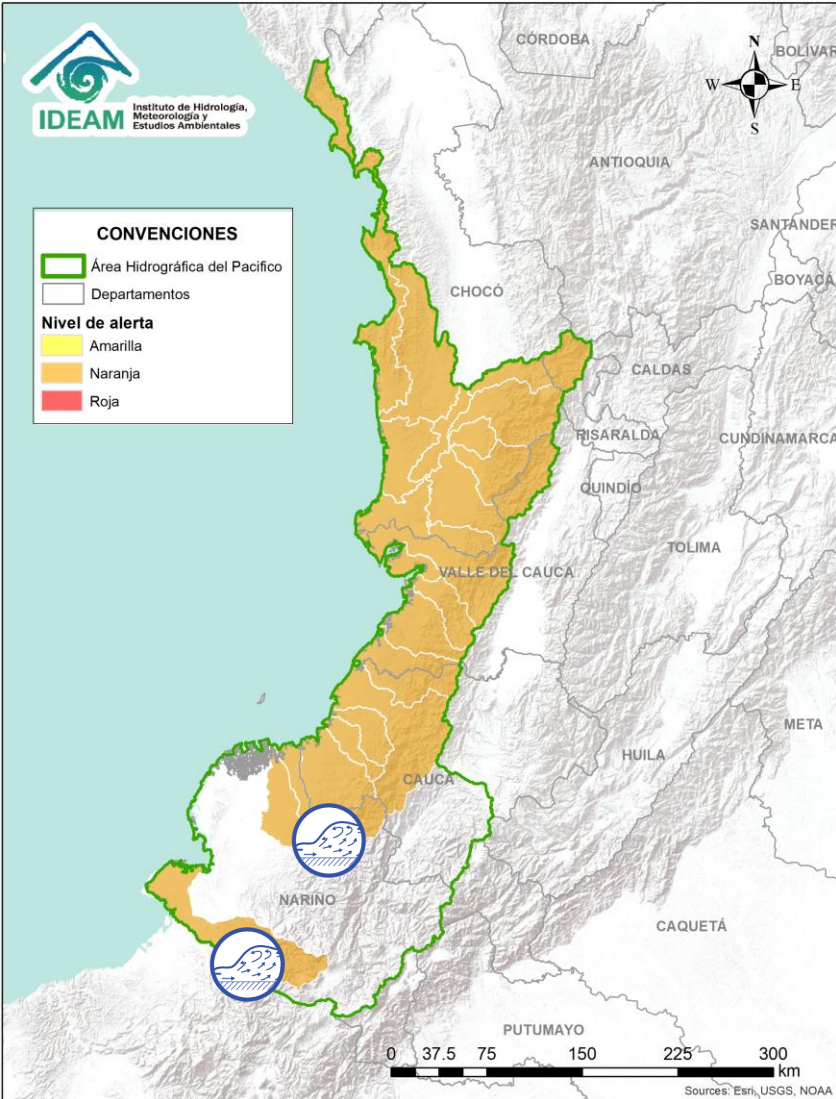 IDEAM
Instituto de Hidrología,
Meteorología y
Estudios Ambientales
N
W E
S
CONVENCIONES
Área Hidrográfica del Pacifico
Departamentos
Nivel de alerta
Amarilla
Naranja
Roja
CÓRDOBA
BOLÍVAR
ANTIOQUIA
SANTANDER
BOYACÁ
CHOCÓ
CALDAS
RISARALDA
CUNDINAMARCA
QUINDÍO
TOLIMA
VALLE DEL CAUCA
META
HUILA
CAUCA
NARIÑO
CAQUETÁ
PUTUMAYO
0 37.5 75 150 225 300
km
Sources: Esri, USGS, NOAA